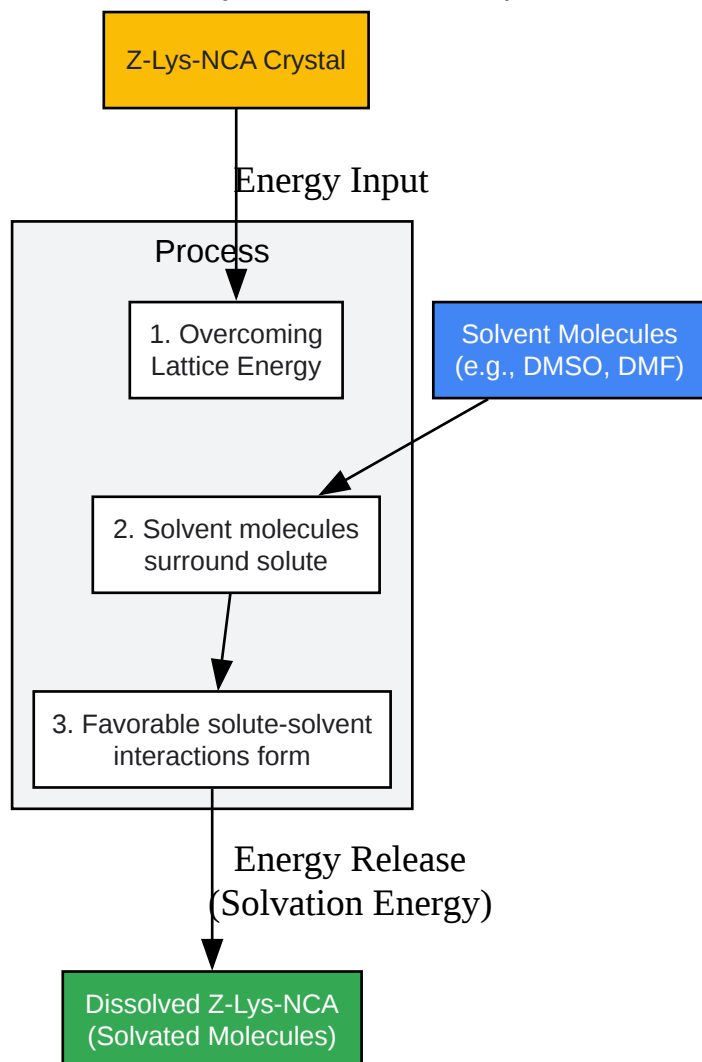 Z-Lys-NCA Crystal
Energy Input
Process
1. Overcoming
Lattice Energy
Solvent Molecules
(e.g., DMSO, DMF)
2. Solvent molecules
surround solute
3. Favorable solute-solvent
interactions form
Energy Release
(Solvation Energy)
Dissolved Z-Lys-NCA
(Solvated Molecules)